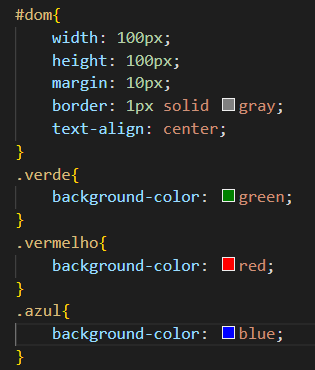 #dom{
    width: 100px;
    height: 100px;
    margin: 10px;
    border: 1px solid gray;
    text-align: center;
}
.verde{
    background-color: green;
}
.vermelho{
    background-color: red;
}
.azul{
    background-color: blue;
}